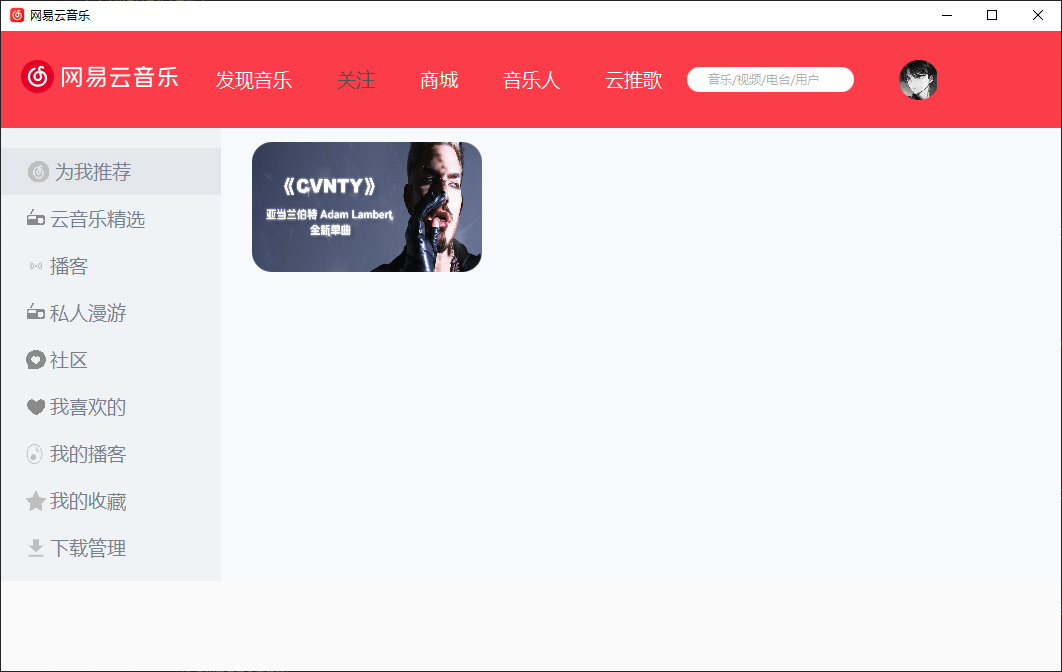 网易云音乐
网易云音乐 发现音乐 关注 商城 音乐人 云推歌 音乐/视频/电台/用户
为我推荐
云音乐精选
播客
私人漫游
社区
我喜欢的
我的播客
我的收藏
下载管理
《CVNTY》
亚当兰伯特 Adam Lambert,
全新单曲